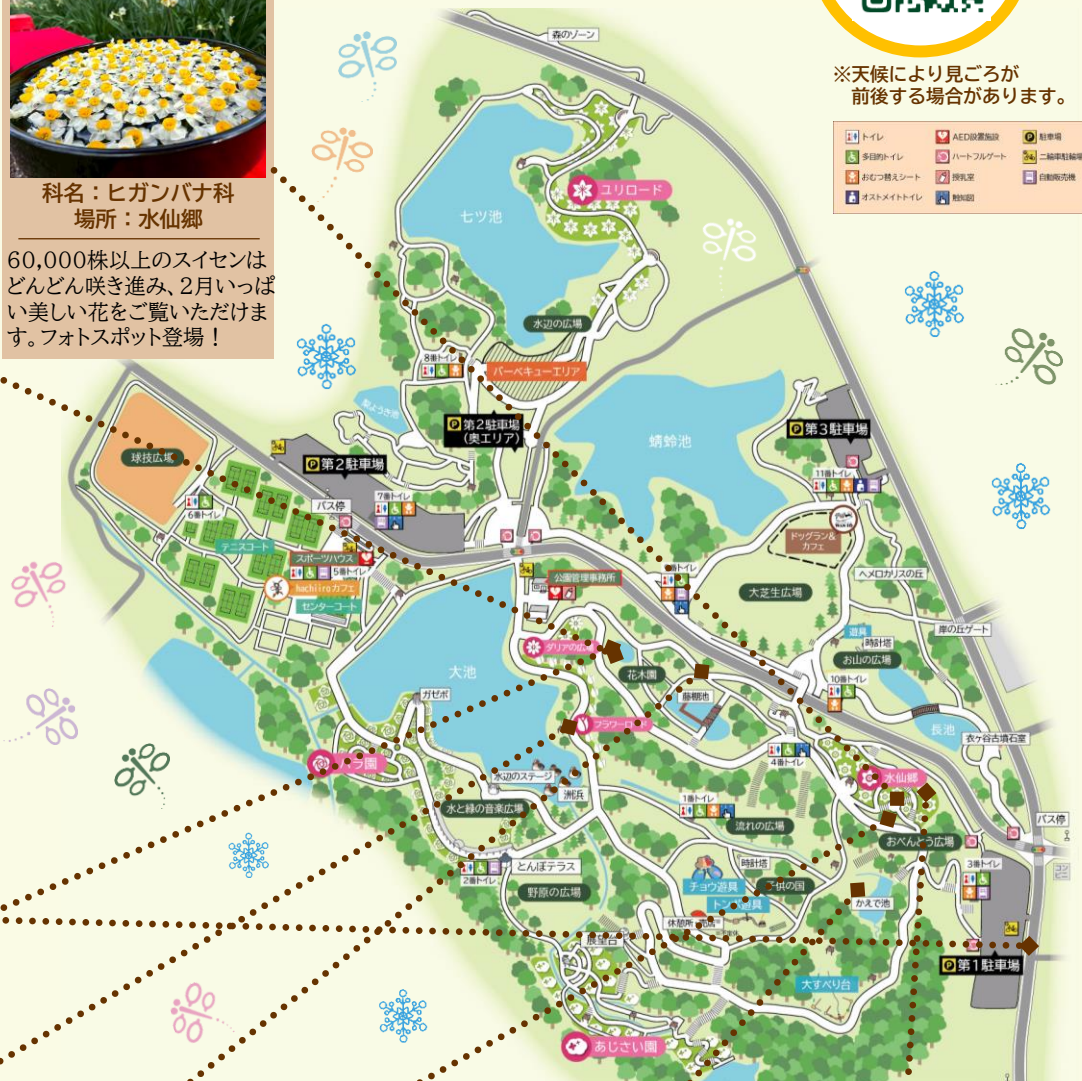 科名：ヒガンバナ科
場所：水仙郷
60,000株以上のスイセンは
どんどん咲き進み、2月いっぱ
い美しい花をご覧いただけま
す。フォトスポット登場！
※天候により見ごろが
前後する場合があります。
トイレ
AED設置施設
駐車場
多目的トイレ
ハートフルゲート
二輪車駐輪場
おむつ替えシート
授乳室
自動販売機
オストメイトトイレ
触知図
森のゾーン
ユリロード
七ツ池
水辺の広場
8番トイレ
バーベキューエリア
梨ようき池
P 第2駐車場
(奥エリア)
蜻蛉池
P 第3駐車場
球技広場
P 第2駐車場
11番トイレ
7番トイレ
バス停
6番トイレ
ドッグラン&
カフェ
テニスコート
スポーツハウス
5番トイレ
公園管理事務所
ヘメロカリスの丘
hachiiroカフェ
大芝生広場
センターコート
遊具
岸の丘ゲート
時計塔
ダリアの広場
お山の広場
大池
花木園
10番トイレ
ガゼボ
藤棚池
フラワーロード
長池
衣ヶ谷古墳石室
4番トイレ
水仙郷
水辺のステージ
洲浜
水と緑の音楽広場
1番トイレ
流れの広場
バス停
おべんとう広場
コン
ビニ
とんぼテラス
時計塔
3番トイレ
2番トイレ
野原の広場
チョウ遊具
子供の国
トンボ遊具
かえで池
休憩所
展望台
P 第1駐車場
大すべり台
あじさい園